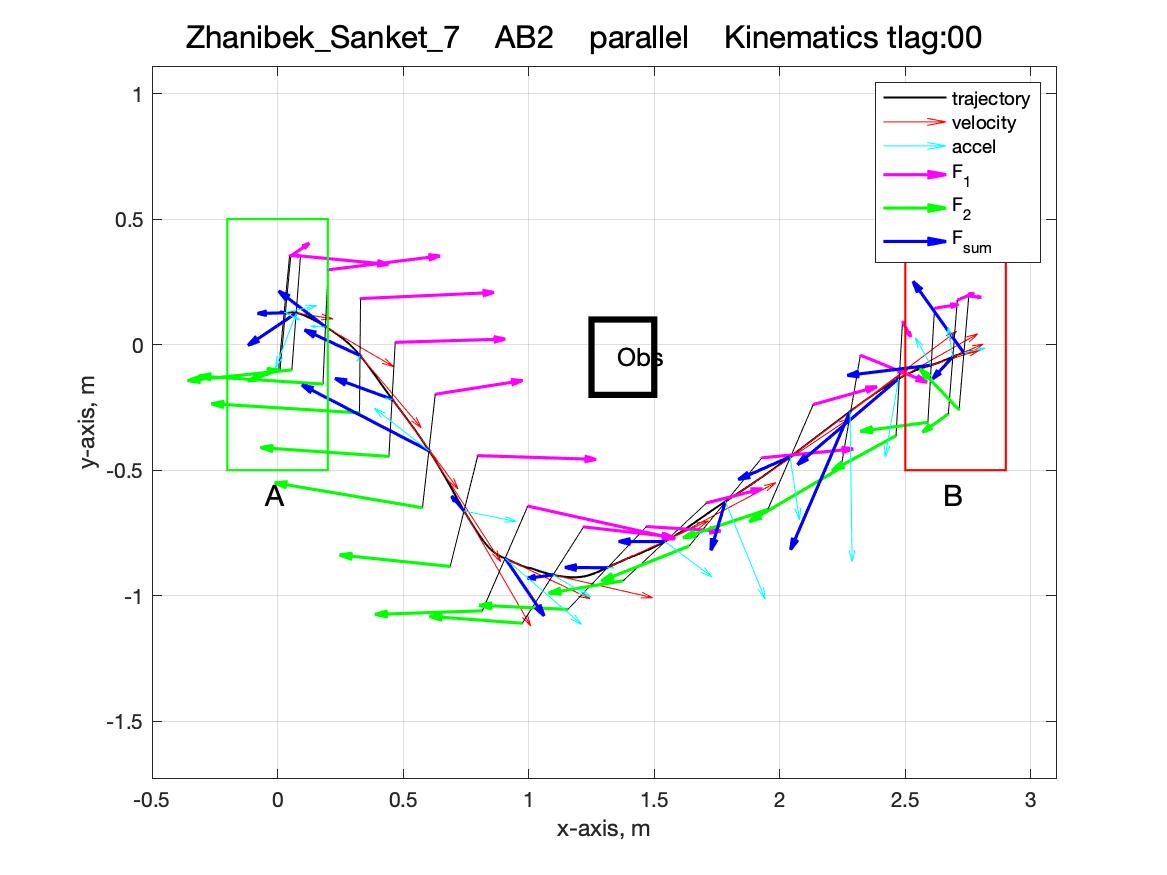 Zhanibek_Sanket_7 AB2 parallel Kinematics tlag:00
trajectory
velocity
accel
F1
F2
Fsum
1
0.5
0
-0.5
-1
-1.5
y-axis, m
Obs
A
B
-0.5 0 0.5 1 1.5 2 2.5 3
x-axis, m